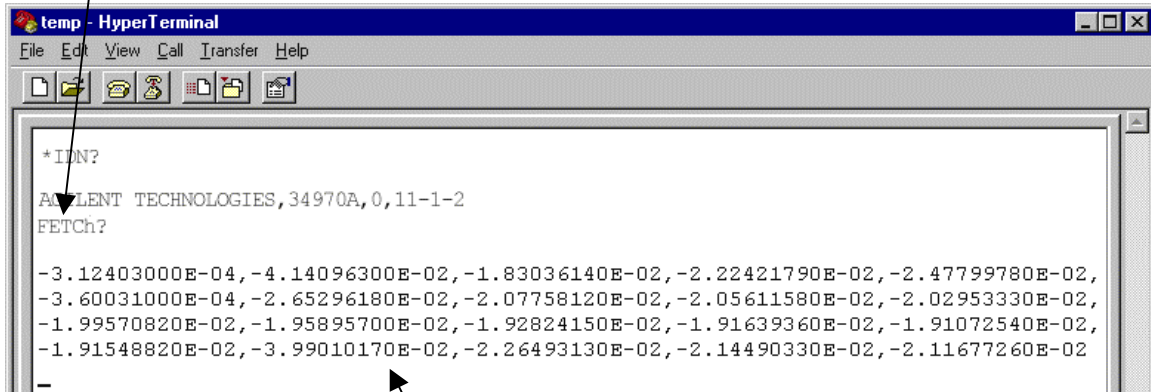 temp - HyperTerminal
File Edit View Call Transfer Help
*IDN?
AGILENT TECHNOLOGIES,34970A,0,11-1-2
FETCh?
-3.12403000E-04,-4.14096300E-02,-1.83036140E-02,-2.22421790E-02,-2.47799780E-02,
-3.60031000E-04,-2.65296180E-02,-2.07758120E-02,-2.05611580E-02,-2.02953330E-02,
-1.99570820E-02,-1.95895700E-02,-1.92824150E-02,-1.91639360E-02,-1.91072540E-02,
-1.91548820E-02,-3.99010170E-02,-2.26493130E-02,-2.14490330E-02,-2.11677260E-02